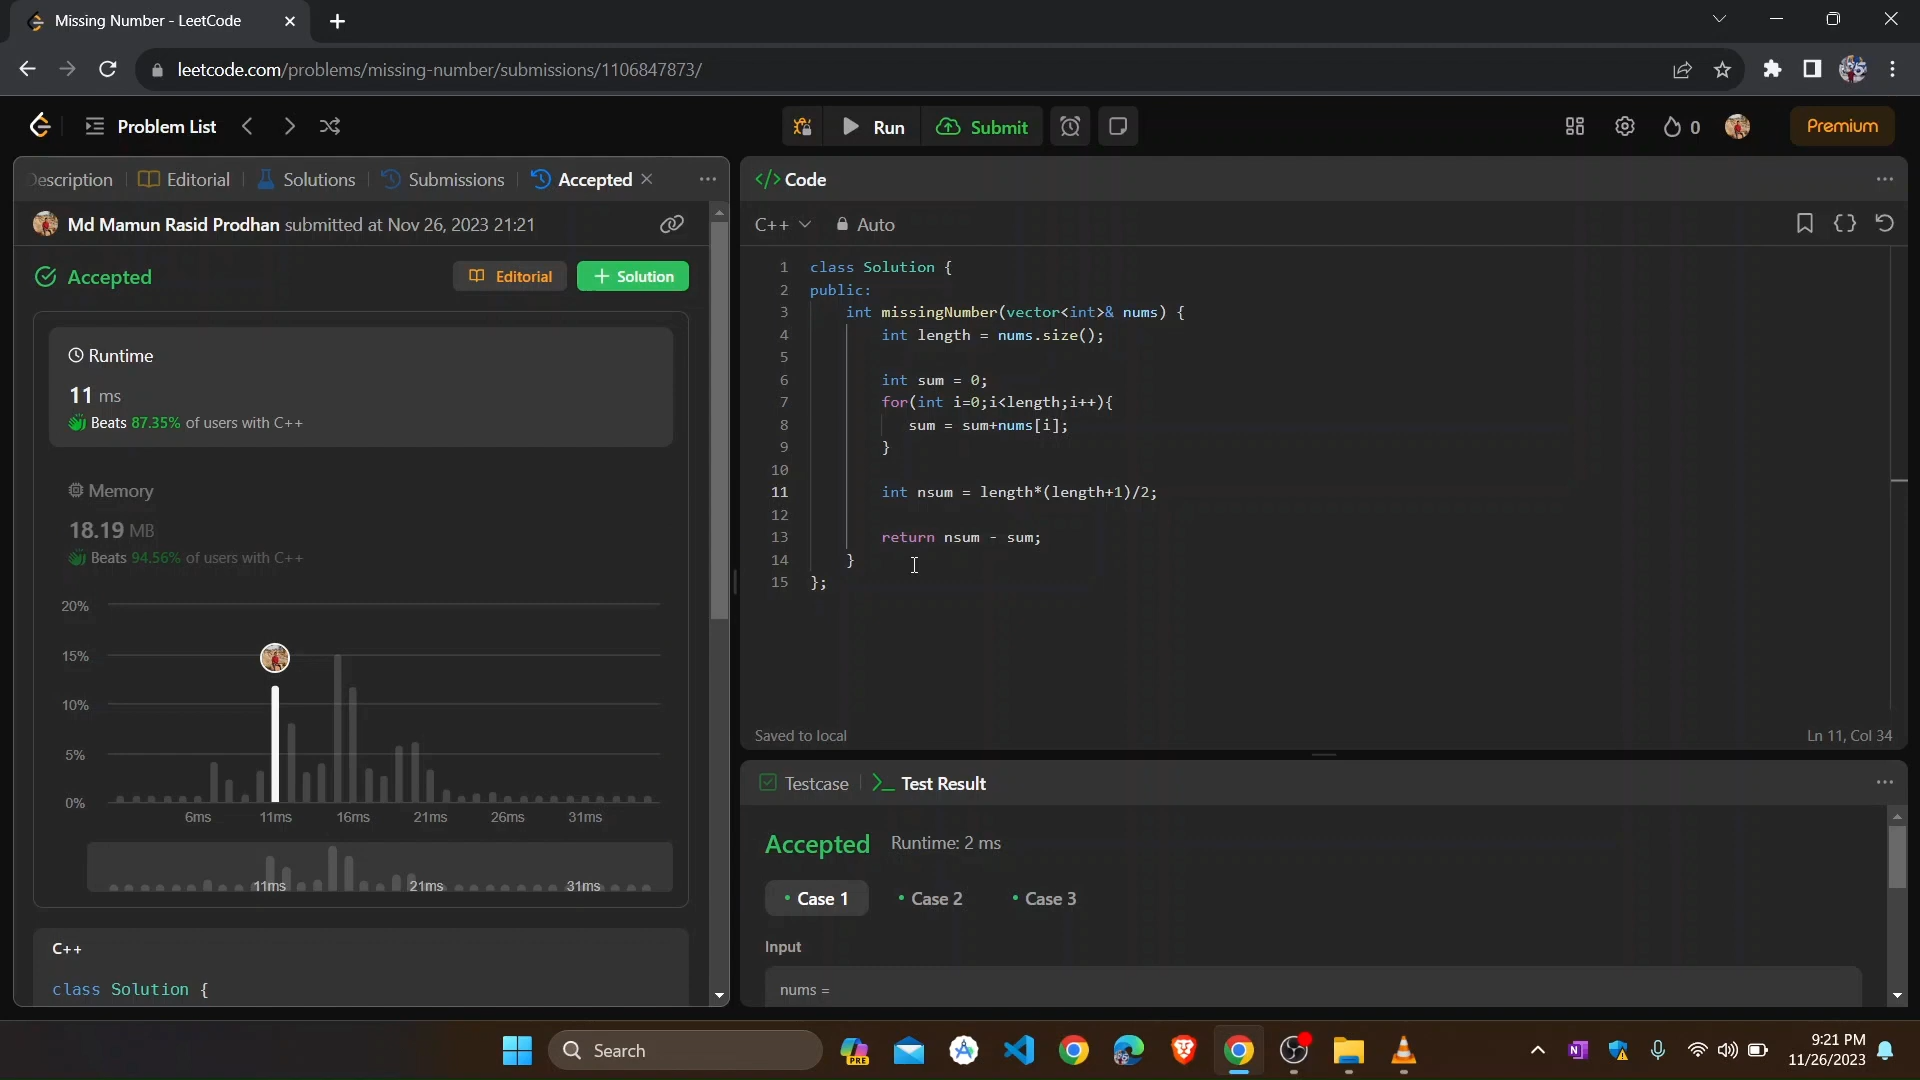 Missing Number - LeetCode
leetcode.com/problems/missing-number/submissions/1106847873/
Problem List
Run
Submit
0
Premium
Description
Editorial
Solutions
Submissions
Accepted
Md Mamun Rasid Prodhan submitted at Nov 26, 2023 21:21
Accepted
Editorial
+ Solution
Runtime
11 ms
Beats 87.35% of users with C++
Memory
18.19 MB
Beats 94.56% of users with C++
20%
15%
10%
5%
0%
6ms 11ms 16ms 21ms 26ms 31ms
11ms 21ms 31ms
C++
class Solution {
</> Code
C++
Auto
1 class Solution {
2 public:
3 int missingNumber(vector<int>& nums) {
4 int length = nums.size();
5
6 int sum = 0;
7 for(int i=0;i<length;i++){
8 sum = sum+nums[i];
9 }
10
11 int nsum = length*(length+1)/2;
12
13 return nsum - sum;
14 }
15 };
Saved to local
Ln 11, Col 34
Testcase
Test Result
Accepted Runtime: 2 ms
• Case 1 • Case 2 • Case 3
Input
nums =
Search
PRE
9:21 PM
11/26/2023